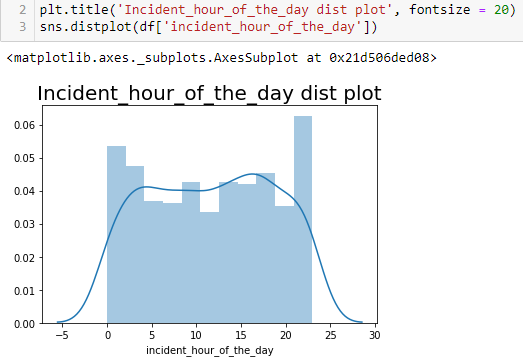 2 plt.title('Incident_hour_of_the_day dist plot', fontsize = 20)
3 sns.distplot(df['incident_hour_of_the_day'])
<matplotlib.axes._subplots.AxesSubplot at 0x21d506ded08>
Incident_hour_of_the_day dist plot
0.06
0.05
0.04
0.03
0.02
0.01
0.00
−5 0 5 10 15 20 25 30
incident_hour_of_the_day